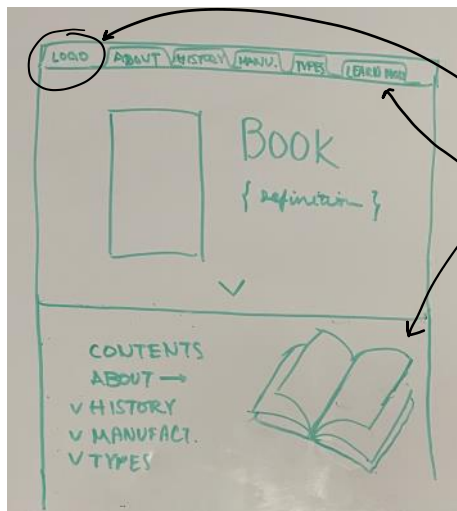 LOGO ABOUT HISTORY MANU. TYPES LEARN MORE
BOOK
{ Definition }
CONTENTS
ABOUT →
∨ HISTORY
∨ MANUFACT.
∨ TYPES